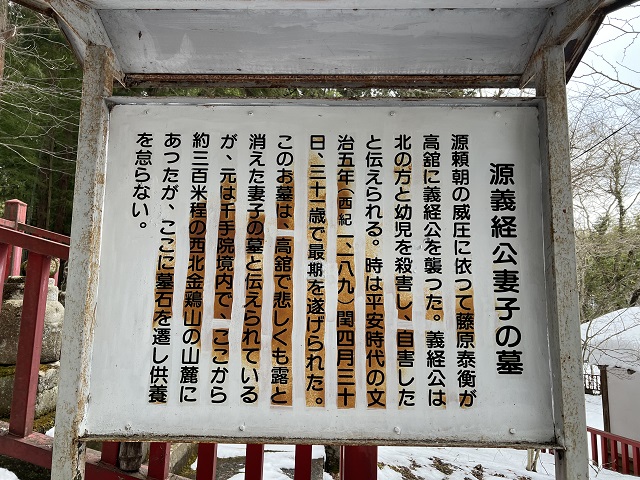 源義経公妻子の墓
源頼朝の威圧に依つて藤原泰衡が
高舘に義経公を襲った。義経公は
北の方と幼児を殺害し、自害した
と伝えられる。時は平安時代の文
治五年(西紀一、一八九)閏四月三十
日、三十一歳で最期を遂げられた。
このお墓は、高舘で悲しくも露と
消えた妻子の墓と伝えられている
が、元は千手院境内で、ここから
約三百米程の西北金鶏山の山麓に
あったが、ここに墓石を遷し供養
を怠らない。